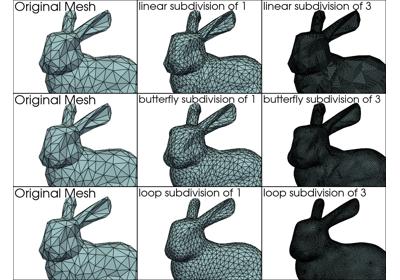 Original Mesh
linear subdivision of 1
linear subdivision of 3
Original Mesh
butterfly subdivision of 1
butterfly subdivision of 3
Original Mesh
loop subdivision of 1
loop subdivision of 3